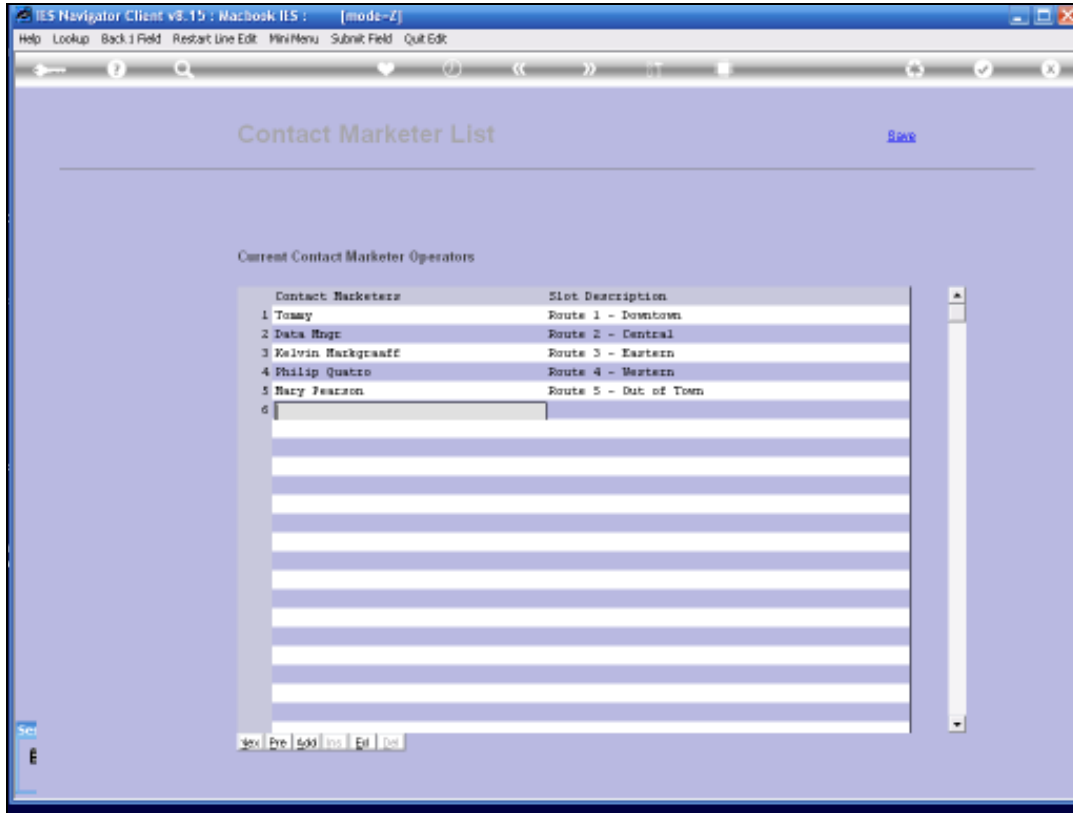 IES Navigator Client v8.15 : Macbook IES : [mode=Z]
Help Lookup Back 1 Field Restart Line Edit MiniMenu Submit Field Quit Edit
Contact Marketer List
Save
Current Contact Marketer Operators
Contact Marketers Slot Description
1 Tommy Route 1 - Downtown
2 Data Mngr Route 2 - Central
3 Kelvin Markgraaff Route 3 - Eastern
4 Philip Quatro Route 4 - Western
5 Mary Pearson Route 5 - Out of Town
6
Nex Pre Add Ins Del